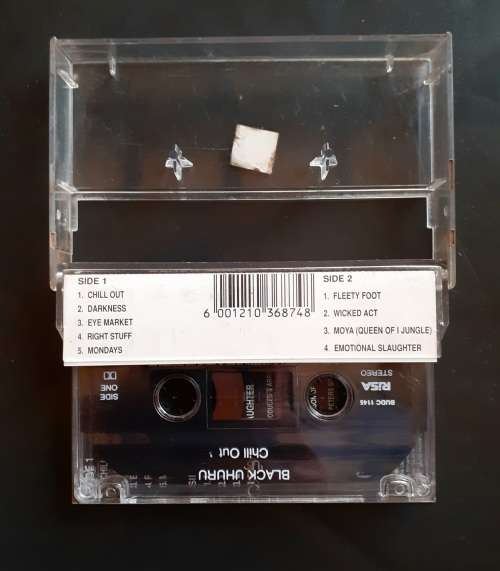 SIDE 1
1. CHILL OUT
2. DARKNESS
3. EYE MARKET
4. RIGHT STUFF
5. MONDAYS
6 001210 368748
SIDE 2
1. FLEETY FOOT
2. WICKED ACT
3. MOYA (QUEEN OF I JUNGLE)
4. EMOTIONAL SLAUGHTER
SIDE
ONE
RISA
STEREO
BUDC 1145
BLACK UHURU
Chill Out